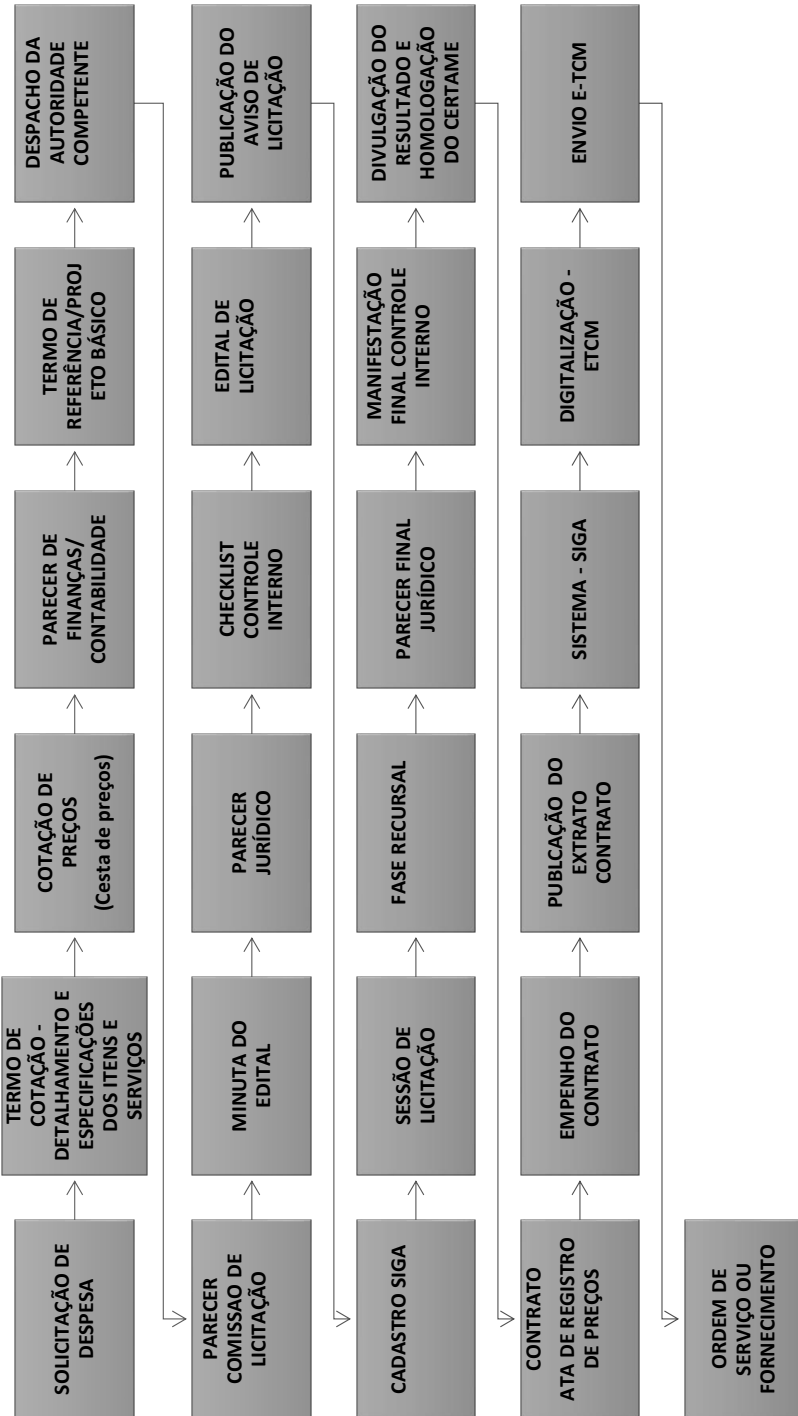 SOLICITAÇÃO DE
DESPESA
TERMO DE
COTAÇÃO -
DETALHAMENTO E
ESPECIFICAÇÕES
DOS ITENS E
SERVIÇOS
COTAÇÃO DE
PREÇOS
(Cesta de preços)
PARECER DE
FINANÇAS/
CONTABILIDADE
TERMO DE
REFERÊNCIA/PROJ
ETO BÁSICO
DESPACHO DA
AUTORIDADE
COMPETENTE
PARECER
COMISSAO DE
LICITAÇÃO
MINUTA DO
EDITAL
PARECER
JURÍDICO
CHECKLIST
CONTROLE
INTERNO
EDITAL DE
LICITAÇÃO
PUBLICAÇÃO DO
AVISO DE
LICITAÇÃO
CADASTRO SIGA
SESSÃO DE
LICITAÇÃO
FASE RECURSAL
PARECER FINAL
JURÍDICO
MANIFESTAÇÃO
FINAL CONTROLE
INTERNO
DIVULGAÇÃO DO
RESULTADO E
HOMOLOGAÇÃO
DO CERTAME
CONTRATO
ATA DE REGISTRO
DE PREÇOS
EMPENHO DO
CONTRATO
PUBLCAÇÃO DO
EXTRATO
CONTRATO
SISTEMA - SIGA
DIGITALIZAÇÃO -
ETCM
ENVIO E-TCM
ORDEM DE
SERVIÇO OU
FORNECIMENTO